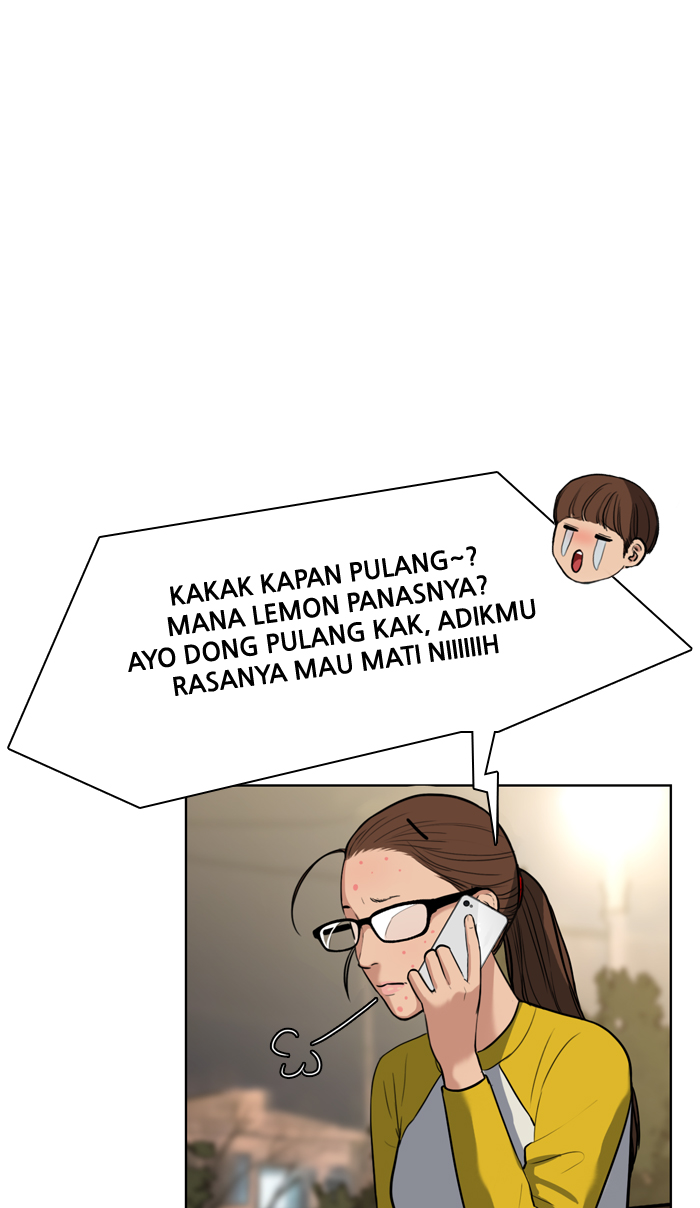 KAKAK KAPAN PULANG~?
MANA LEMON PANASNYA?
AYO DONG PULANG KAK, ADIKMU
RASANYA MAU MATI NIIIIIIH